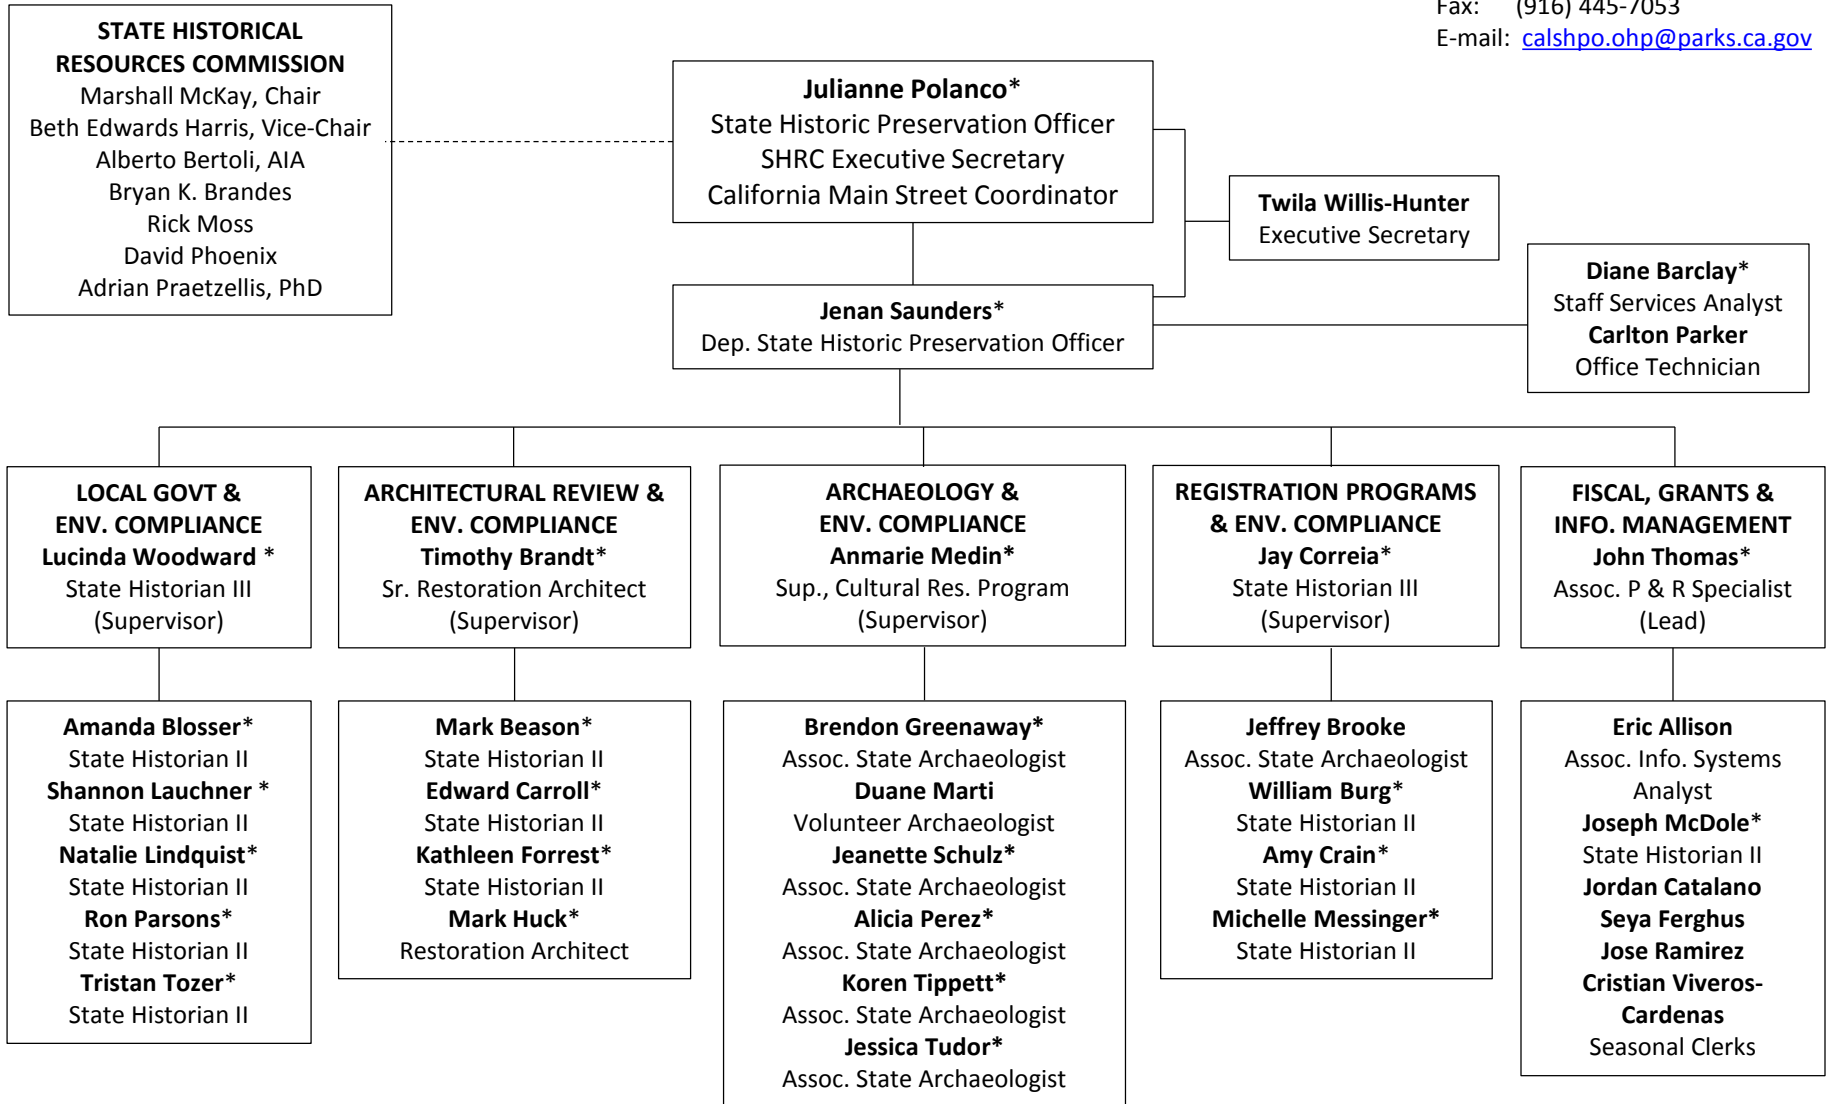 Fax: (916) 445-7053
E-mail: calshpo.ohp@parks.ca.gov
STATE HISTORICAL
RESOURCES COMMISSION
Marshall McKay, Chair
Beth Edwards Harris, Vice-Chair
Alberto Bertoli, AIA
Bryan K. Brandes
Rick Moss
David Phoenix
Adrian Praetzellis, PhD
Julianne Polanco*
State Historic Preservation Officer
SHRC Executive Secretary
California Main Street Coordinator
Twila Willis-Hunter
Executive Secretary
Jenan Saunders*
Dep. State Historic Preservation Officer
Diane Barclay*
Staff Services Analyst
Carlton Parker
Office Technician
LOCAL GOVT &
ENV. COMPLIANCE
Lucinda Woodward *
State Historian III
(Supervisor)
ARCHITECTURAL REVIEW &
ENV. COMPLIANCE
Timothy Brandt*
Sr. Restoration Architect
(Supervisor)
ARCHAEOLOGY &
ENV. COMPLIANCE
Anmarie Medin*
Sup., Cultural Res. Program
(Supervisor)
REGISTRATION PROGRAMS
& ENV. COMPLIANCE
Jay Correia*
State Historian III
(Supervisor)
FISCAL, GRANTS &
INFO. MANAGEMENT
John Thomas*
Assoc. P & R Specialist
(Lead)
Amanda Blosser*
State Historian II
Shannon Lauchner *
State Historian II
Natalie Lindquist*
State Historian II
Ron Parsons*
State Historian II
Tristan Tozer*
State Historian II
Mark Beason*
State Historian II
Edward Carroll*
State Historian II
Kathleen Forrest*
State Historian II
Mark Huck*
Restoration Architect
Brendon Greenaway*
Assoc. State Archaeologist
Duane Marti
Volunteer Archaeologist
Jeanette Schulz*
Assoc. State Archaeologist
Alicia Perez*
Assoc. State Archaeologist
Koren Tippett*
Assoc. State Archaeologist
Jessica Tudor*
Assoc. State Archaeologist
Jeffrey Brooke
Assoc. State Archaeologist
William Burg*
State Historian II
Amy Crain*
State Historian II
Michelle Messinger*
State Historian II
Eric Allison
Assoc. Info. Systems
Analyst
Joseph McDole*
State Historian II
Jordan Catalano
Seya Ferghus
Jose Ramirez
Cristian Viveros-
Cardenas
Seasonal Clerks